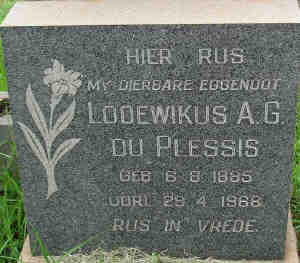 HIER RUS
MY DIERBARE EGGENOOT
LODEWIKUS A.G.
DU PLESSIS
GEB 6 8 1885
OORL 29 4 1968
RUS IN VREDE.